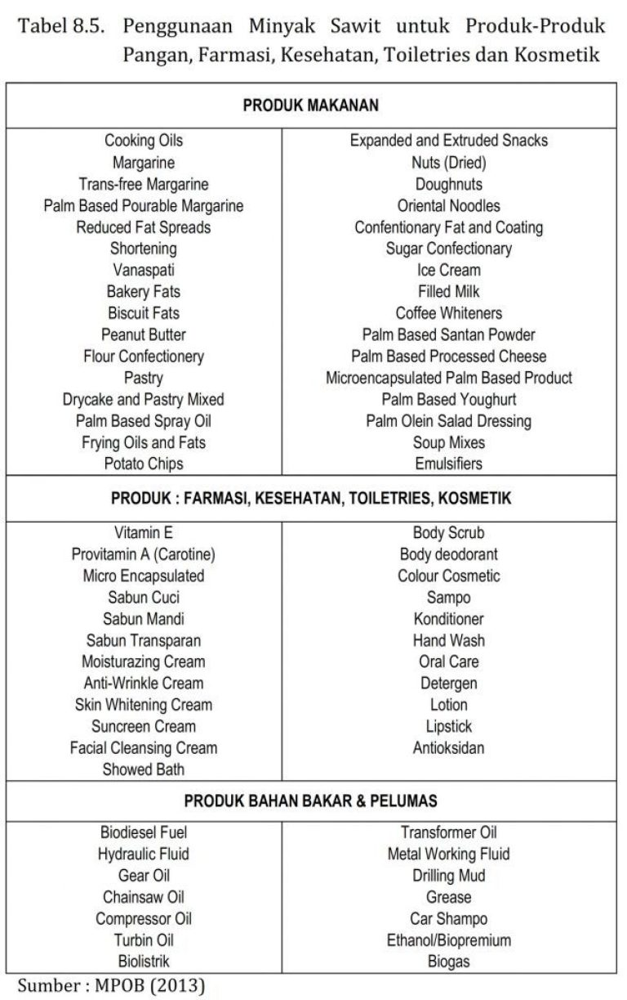 Tabel 8.5. Penggunaan Minyak Sawit untuk Produk-Produk
Pangan, Farmasi, Kesehatan, Toiletries dan Kosmetik
PRODUK MAKANAN
Cooking Oils
Margarine
Trans-free Margarine
Palm Based Pourable Margarine
Reduced Fat Spreads
Shortening
Vanaspati
Bakery Fats
Biscuit Fats
Peanut Butter
Flour Confectionery
Pastry
Drycake and Pastry Mixed
Palm Based Spray Oil
Frying Oils and Fats
Potato Chips
Expanded and Extruded Snacks
Nuts (Dried)
Doughnuts
Oriental Noodles
Confentionary Fat and Coating
Sugar Confectionary
Ice Cream
Filled Milk
Coffee Whiteners
Palm Based Santan Powder
Palm Based Processed Cheese
Microencapsulated Palm Based Product
Palm Based Youghurt
Palm Olein Salad Dressing
Soup Mixes
Emulsifiers
PRODUK : FARMASI, KESEHATAN, TOILETRIES, KOSMETIK
Vitamin E
Provitamin A (Carotine)
Micro Encapsulated
Sabun Cuci
Sabun Mandi
Sabun Transparan
Moisturazing Cream
Anti-Wrinkle Cream
Skin Whitening Cream
Suncreen Cream
Facial Cleansing Cream
Showed Bath
Body Scrub
Body deodorant
Colour Cosmetic
Sampo
Konditioner
Hand Wash
Oral Care
Detergen
Lotion
Lipstick
Antioksidan
PRODUK BAHAN BAKAR & PELUMAS
Biodiesel Fuel
Hydraulic Fluid
Gear Oil
Chainsaw Oil
Compressor Oil
Turbin Oil
Biolistrik
Transformer Oil
Metal Working Fluid
Drilling Mud
Grease
Car Shampo
Ethanol/Biopremium
Biogas
Sumber : MPOB (2013)